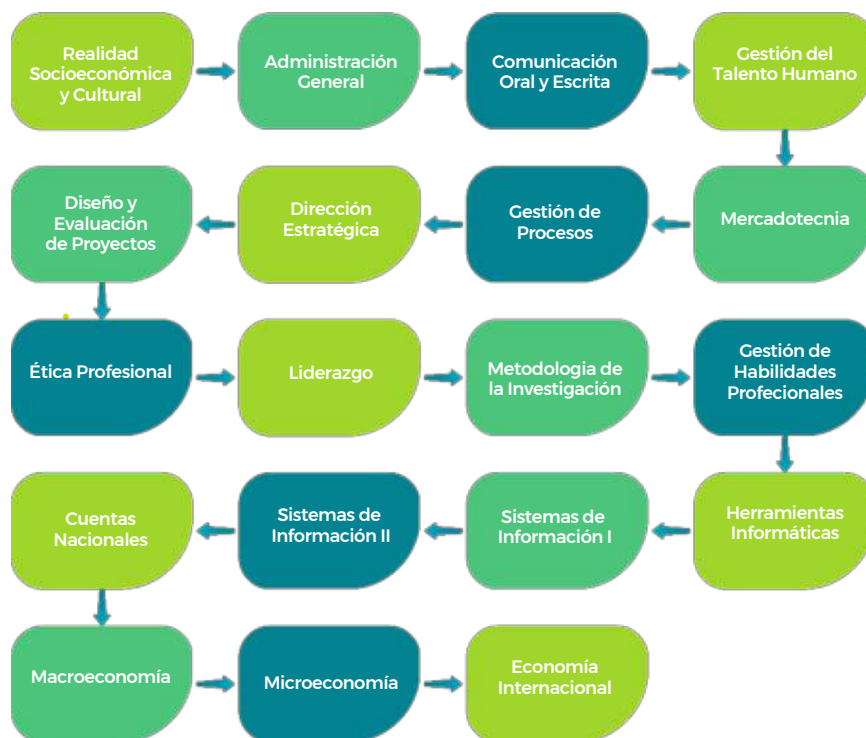 Realidad
Socioeconómica
y Cultural
Administración
General
Comunicación
Oral y Escrita
Gestión del
Talento Humano
Mercadotecnia
Gestión de
Procesos
Dirección
Estratégica
Diseño y
Evaluación
de Proyectos
Ética Profesional
Liderazgo
Metodologia de
la Investigación
Gestión de
Habilidades
Profecionales
Herramientas
Informáticas
Sistemas de
Información I
Sistemas de
Información II
Cuentas
Nacionales
Macroeconomía
Microeconomía
Economía
Internacional